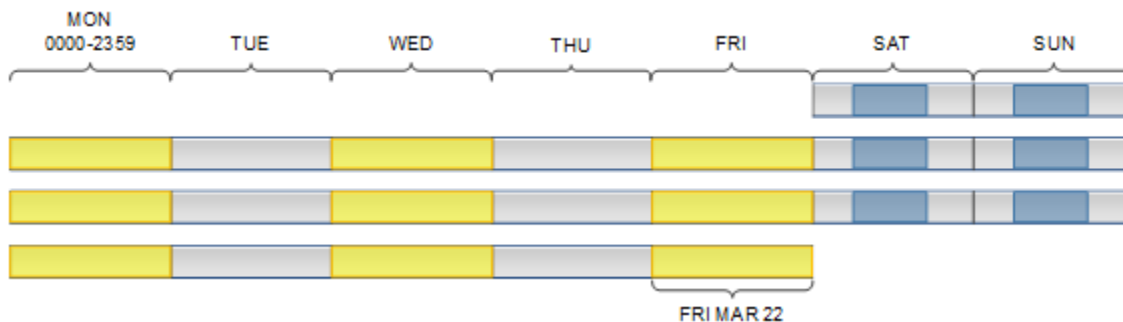 MON
0000-2359
TUE
WED
THU
FRI
SAT
SUN
FRI MAR 22